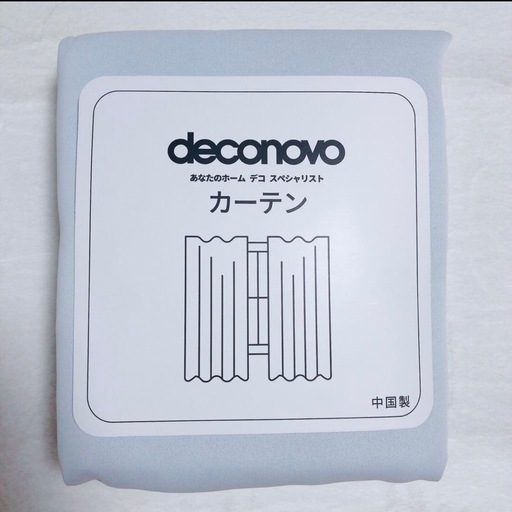 deconovo
あなたのホーム デコ スペシャリスト
カーテン
中国製